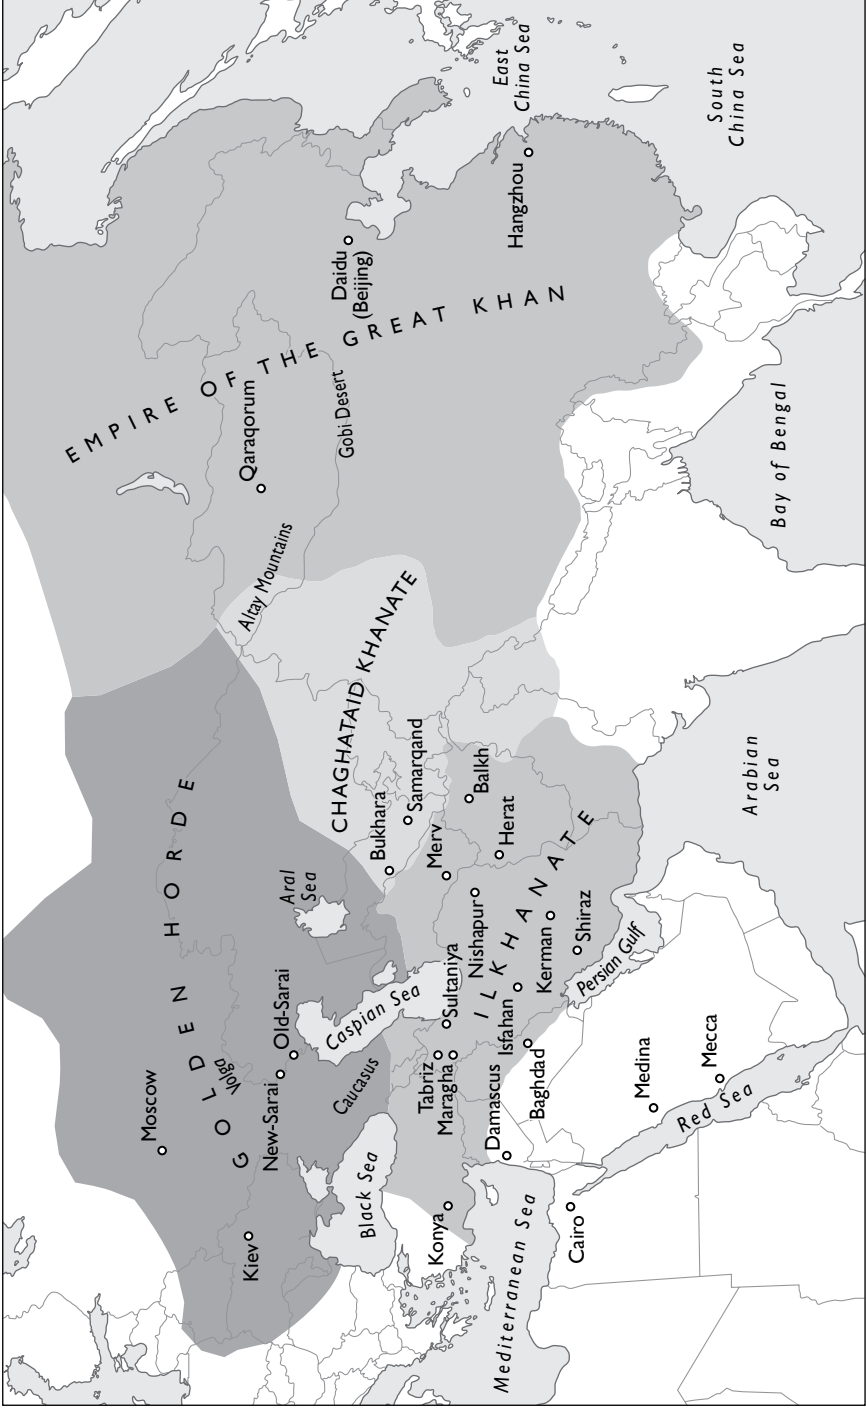 EMPIRE OF THE GREAT KHAN
GOLDEN HORDE
CHAGHATAID KHANATE
ILKHANATE
Moscow
Kiev
Volga
New-Sarai
Old-Sarai
Aral
Sea
Caspian Sea
Caucasus
Black Sea
Altay Mountains
Qaraqorum
Gobi Desert
Daidu
(Beijing)
Hangzhou
East
China Sea
South
China Sea
Bay of Bengal
Arabian
Sea
Bukhara
Samarqand
Merv
Balkh
Herat
Nishapur
Kerman
Shiraz
Persian Gulf
Sultaniya
Isfahan
Tabriz
Maragha
Baghdad
Damascus
Konya
Mediterranean Sea
Cairo
Medina
Mecca
Red Sea